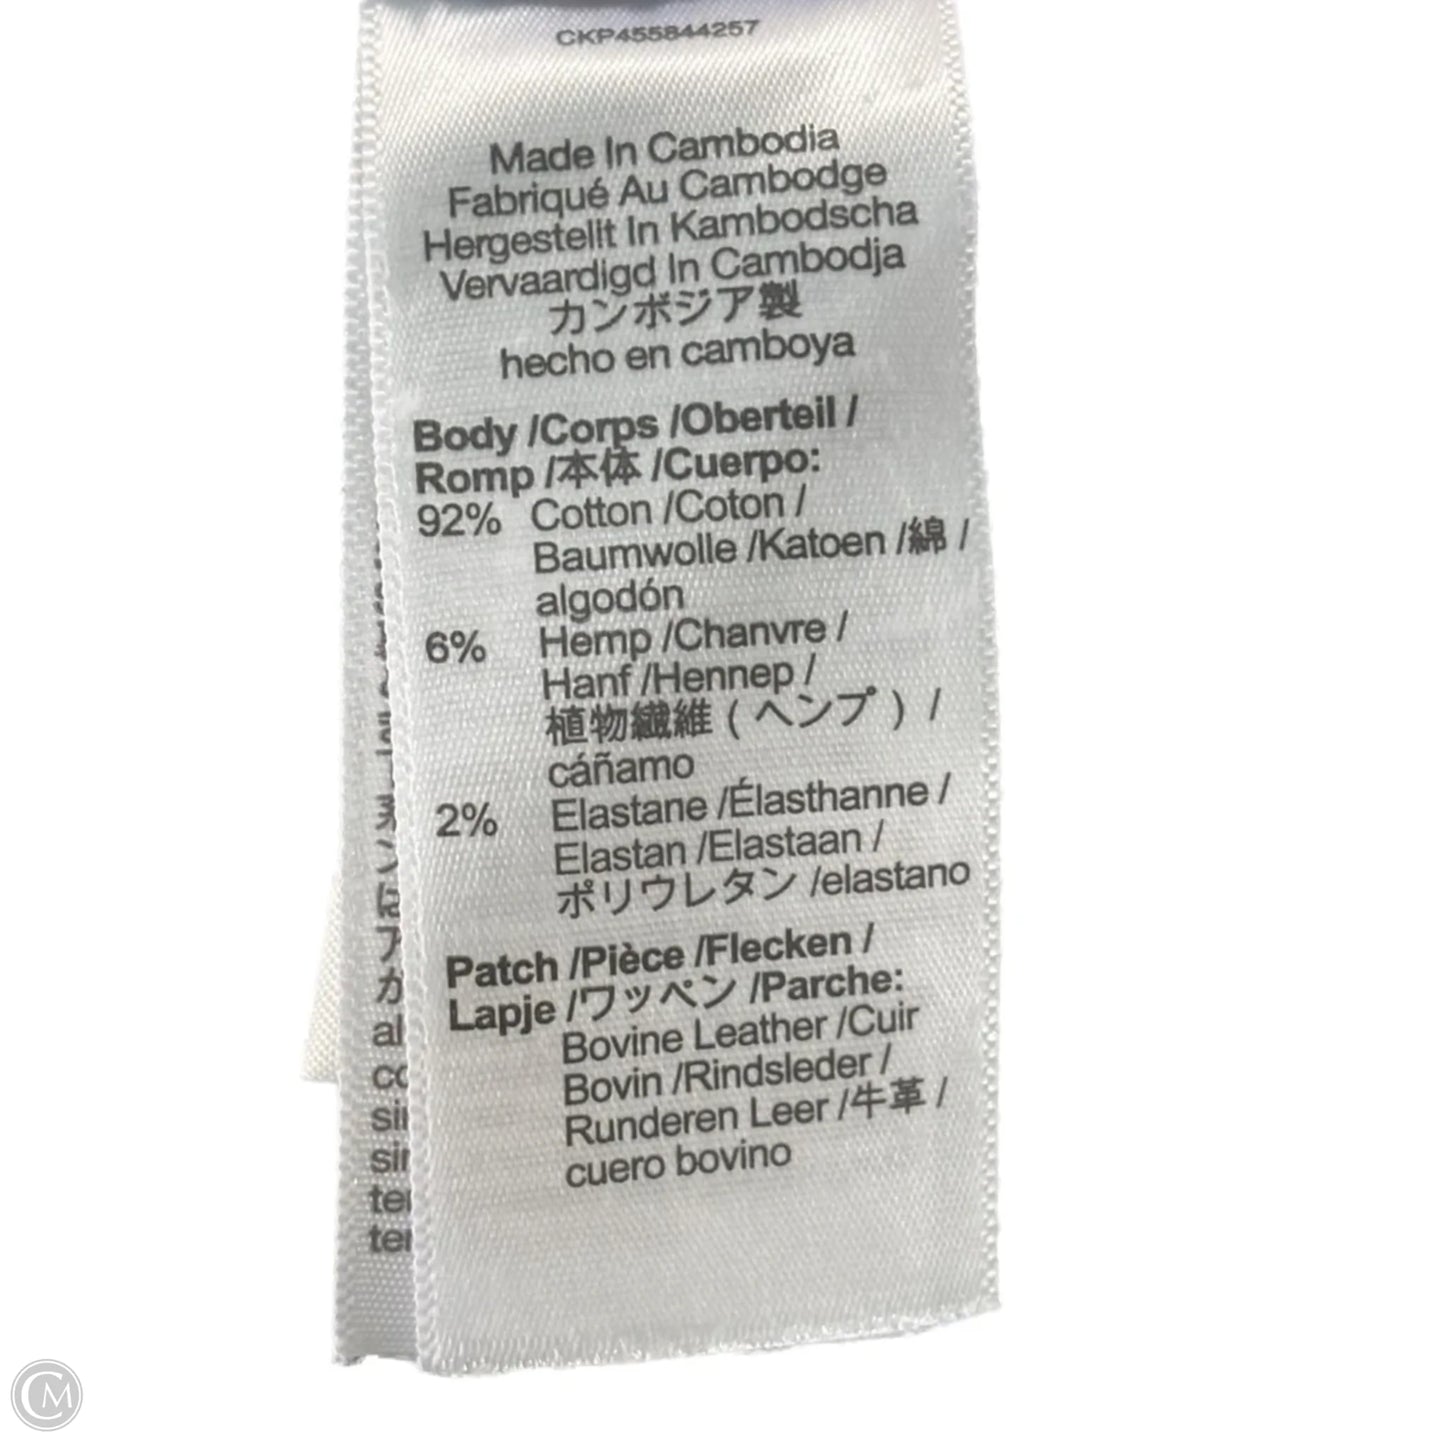 CKP455844257
Made In Cambodia
Fabriqué Au Cambodge
Hergestellt In Kambodscha
Vervaardigd In Cambodja
カンボジア製
hecho en camboya
Body /Corps /Oberteil /
Romp /本体 /Cuerpo:
92% Cotton /Coton /
Baumwolle /Katoen /綿 /
algodón
6% Hemp /Chanvre /
Hanf /Hennep /
植物繊維 ( ヘンプ ) /
cáñamo
2% Elastane /Élasthanne /
Elastan /Elastaan /
ポリウレタン /elastano
Patch /Pièce /Flecken /
Lapje /ワッペン /Parche:
Bovine Leather /Cuir
Bovin /Rindsleder /
Runderen Leer /牛革 /
cuero bovino
CM